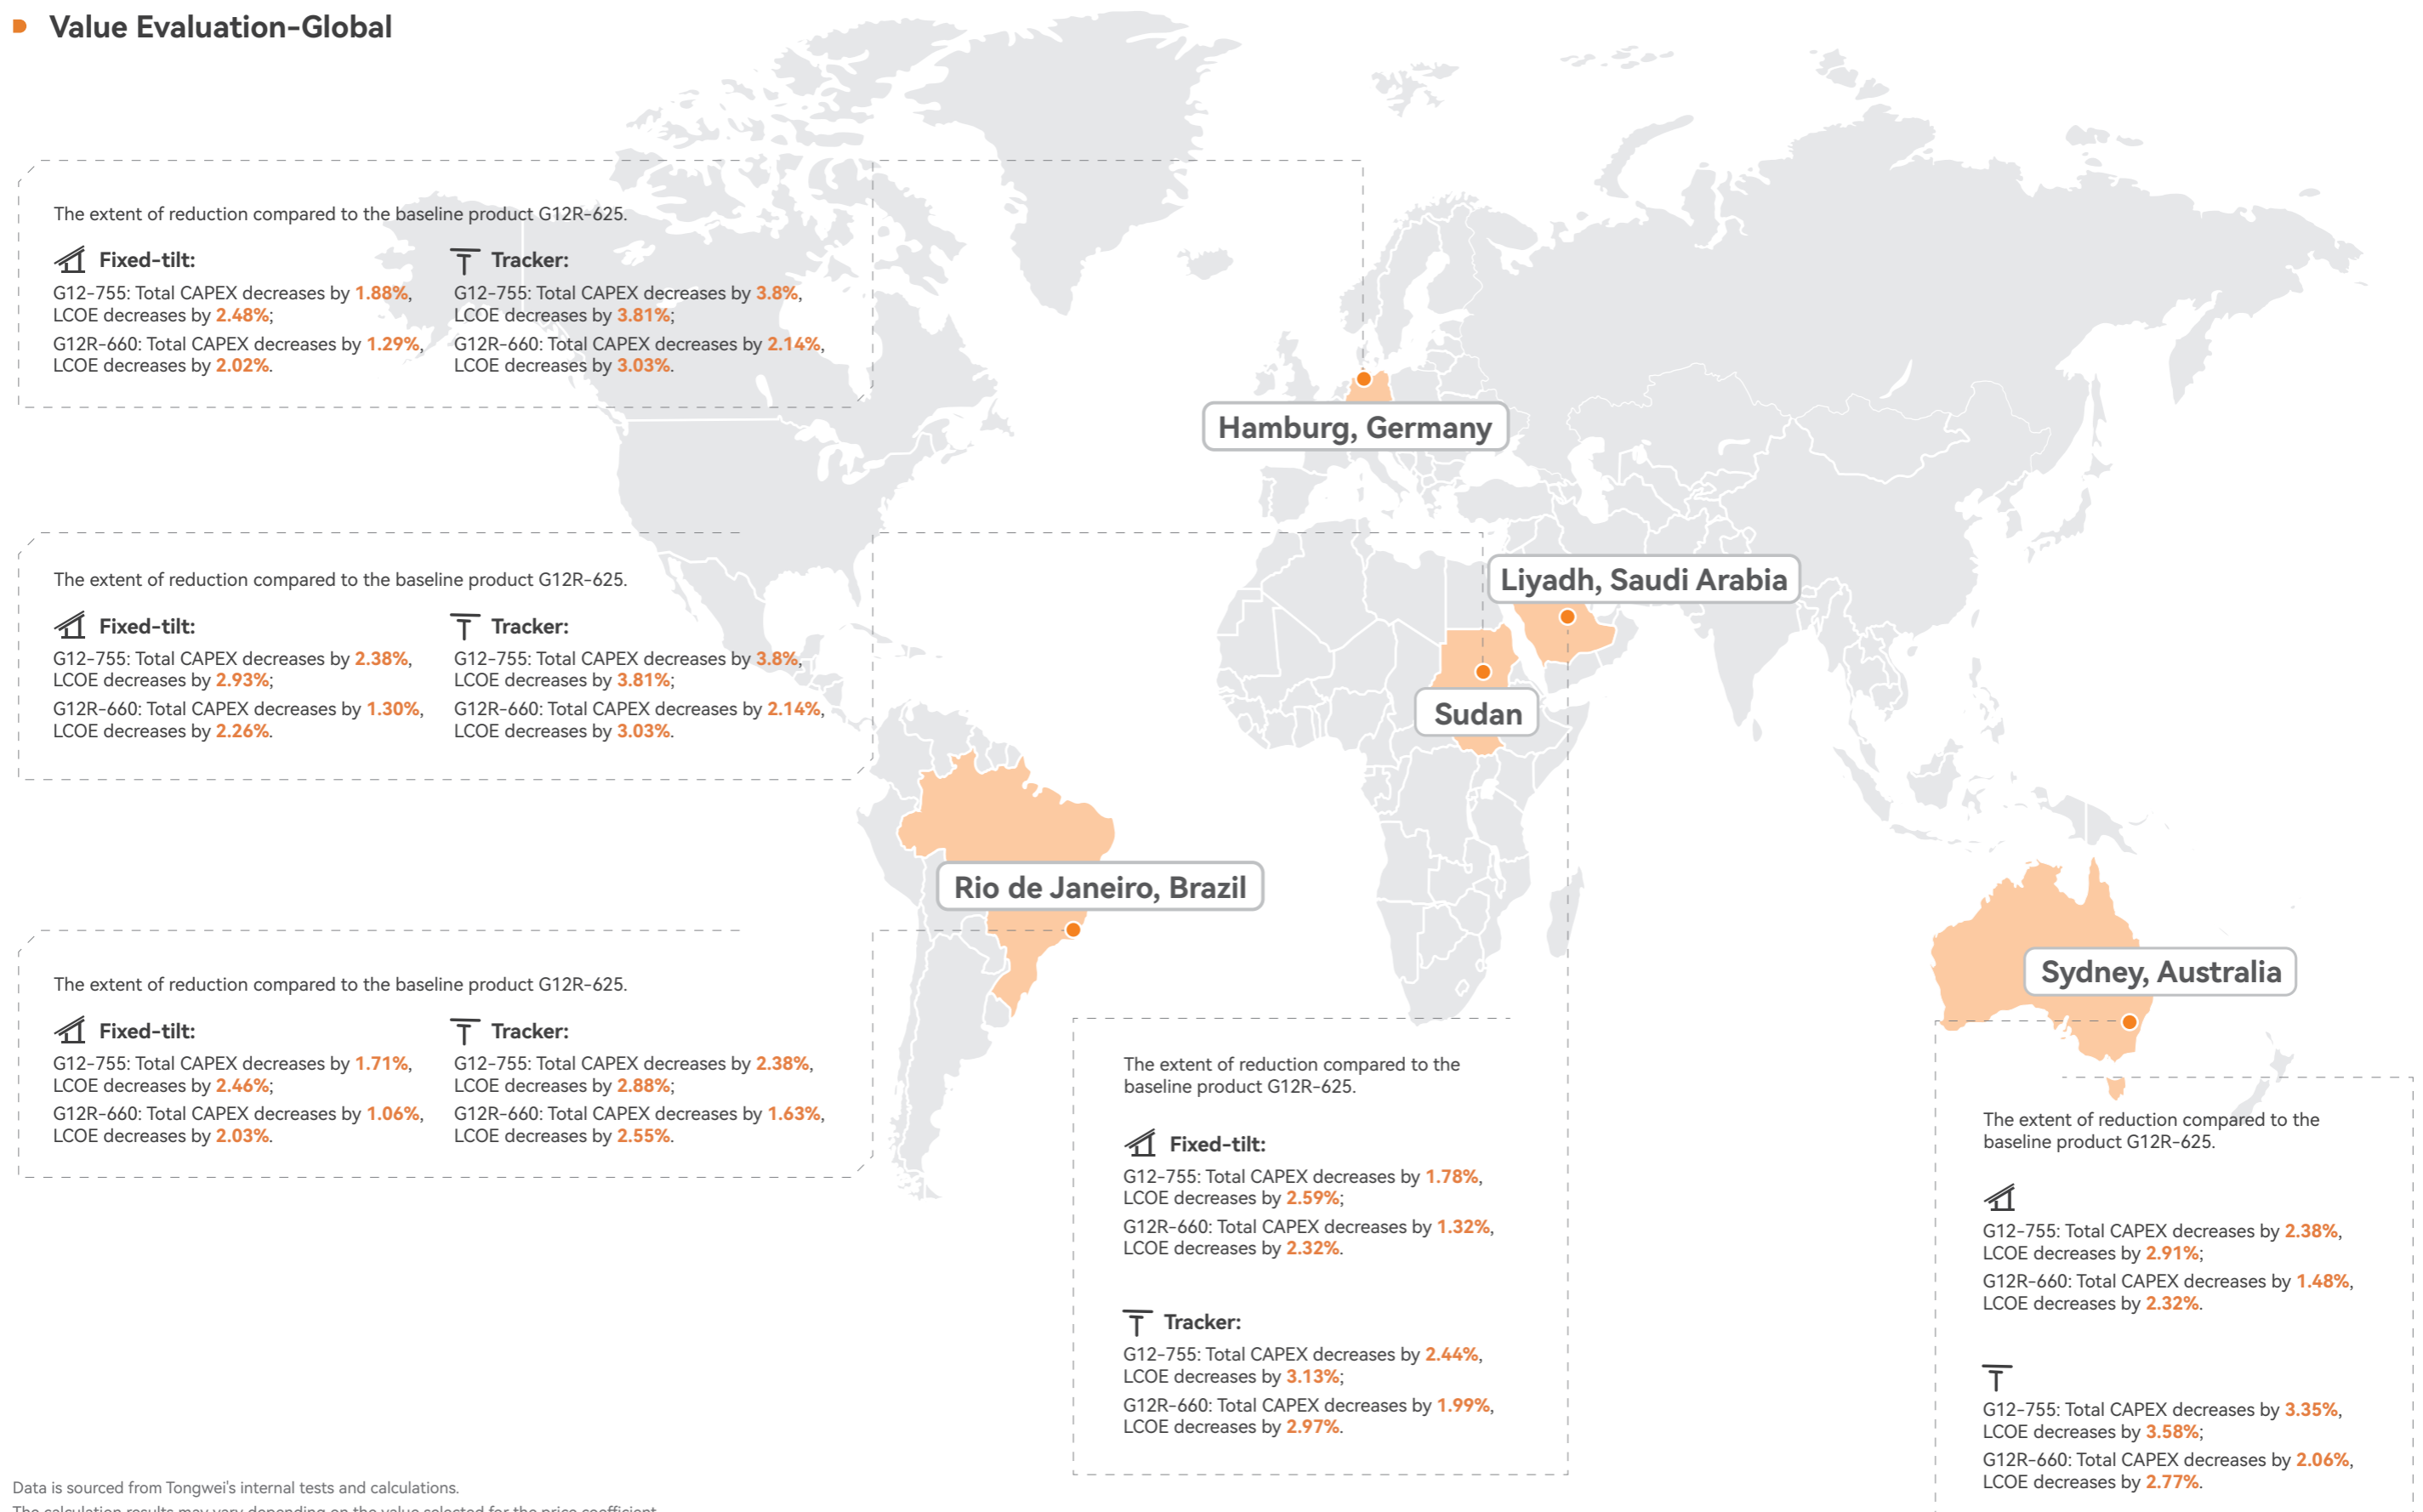 Value Evaluation-Global
The extent of reduction compared to the baseline product G12R-625.
Fixed-tilt:
G12-755: Total CAPEX decreases by 1.88%,
LCOE decreases by 2.48%;
G12R-660: Total CAPEX decreases by 1.29%,
LCOE decreases by 2.02%.
Tracker:
G12-755: Total CAPEX decreases by 3.8%,
LCOE decreases by 3.81%;
G12R-660: Total CAPEX decreases by 2.14%,
LCOE decreases by 3.03%.
Hamburg, Germany
The extent of reduction compared to the baseline product G12R-625.
Fixed-tilt:
G12-755: Total CAPEX decreases by 2.38%,
LCOE decreases by 2.93%;
G12R-660: Total CAPEX decreases by 1.30%,
LCOE decreases by 2.26%.
Tracker:
G12-755: Total CAPEX decreases by 3.8%,
LCOE decreases by 3.81%;
G12R-660: Total CAPEX decreases by 2.14%,
LCOE decreases by 3.03%.
Liyadh, Saudi Arabia
Sudan
Rio de Janeiro, Brazil
Sydney, Australia
The extent of reduction compared to the baseline product G12R-625.
Fixed-tilt:
G12-755: Total CAPEX decreases by 1.71%,
LCOE decreases by 2.46%;
G12R-660: Total CAPEX decreases by 1.06%,
LCOE decreases by 2.03%.
Tracker:
G12-755: Total CAPEX decreases by 2.38%,
LCOE decreases by 2.88%;
G12R-660: Total CAPEX decreases by 1.63%,
LCOE decreases by 2.55%.
The extent of reduction compared to the
baseline product G12R-625.
Fixed-tilt:
G12-755: Total CAPEX decreases by 1.78%,
LCOE decreases by 2.59%;
G12R-660: Total CAPEX decreases by 1.32%,
LCOE decreases by 2.32%.
Tracker:
G12-755: Total CAPEX decreases by 2.44%,
LCOE decreases by 3.13%;
G12R-660: Total CAPEX decreases by 1.99%,
LCOE decreases by 2.97%.
The extent of reduction compared to the
baseline product G12R-625.
G12-755: Total CAPEX decreases by 2.38%,
LCOE decreases by 2.91%;
G12R-660: Total CAPEX decreases by 1.48%,
LCOE decreases by 2.32%.
G12-755: Total CAPEX decreases by 3.35%,
LCOE decreases by 3.58%;
G12R-660: Total CAPEX decreases by 2.06%,
LCOE decreases by 2.77%.
Data is sourced from Tongwei's internal tests and calculations.
The calculation results may vary depending on the value selected for the price coefficient.